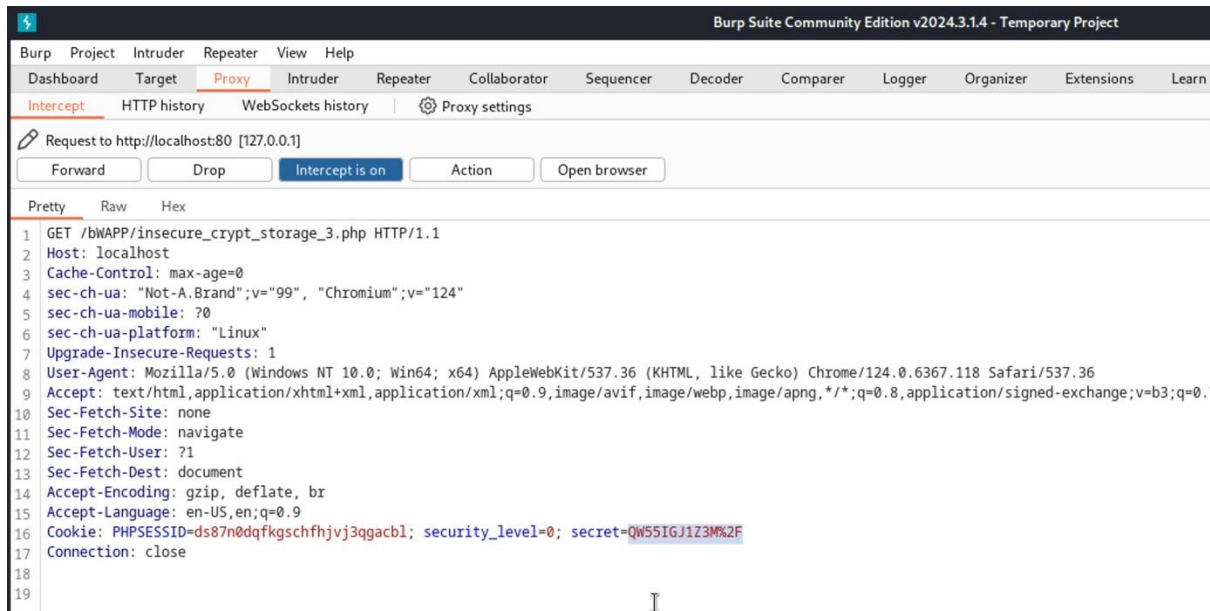 Burp Suite Community Edition v2024.3.1.4 - Temporary Project
Burp Project Intruder Repeater View Help
Dashboard Target Proxy Intruder Repeater Collaborator Sequencer Decoder Comparer Logger Organizer Extensions Learn
Intercept HTTP history WebSockets history Proxy settings
Request to http://localhost:80 [127.0.0.1]
Forward Drop Intercept is on Action Open browser
Pretty Raw Hex
1 GET /bWAPP/insecure_crypt_storage_3.php HTTP/1.1
2 Host: localhost
3 Cache-Control: max-age=0
4 sec-ch-ua: "Not-A.Brand";v="99", "Chromium";v="124"
5 sec-ch-ua-mobile: ?0
6 sec-ch-ua-platform: "Linux"
7 Upgrade-Insecure-Requests: 1
8 User-Agent: Mozilla/5.0 (Windows NT 10.0; Win64; x64) AppleWebKit/537.36 (KHTML, like Gecko) Chrome/124.0.6367.118 Safari/537.36
9 Accept: text/html,application/xhtml+xml,application/xml;q=0.9,image/avif,image/webp,image/apng,*/*;q=0.8,application/signed-exchange;v=b3;q=0.
10 Sec-Fetch-Site: none
11 Sec-Fetch-Mode: navigate
12 Sec-Fetch-User: ?1
13 Sec-Fetch-Dest: document
14 Accept-Encoding: gzip, deflate, br
15 Accept-Language: en-US,en;q=0.9
16 Cookie: PHPSESSID=ds87n0dqfkgschfhjvj3qgacbl; security_level=0; secret=QW55IGJ1Z3M%2F
17 Connection: close
18
19